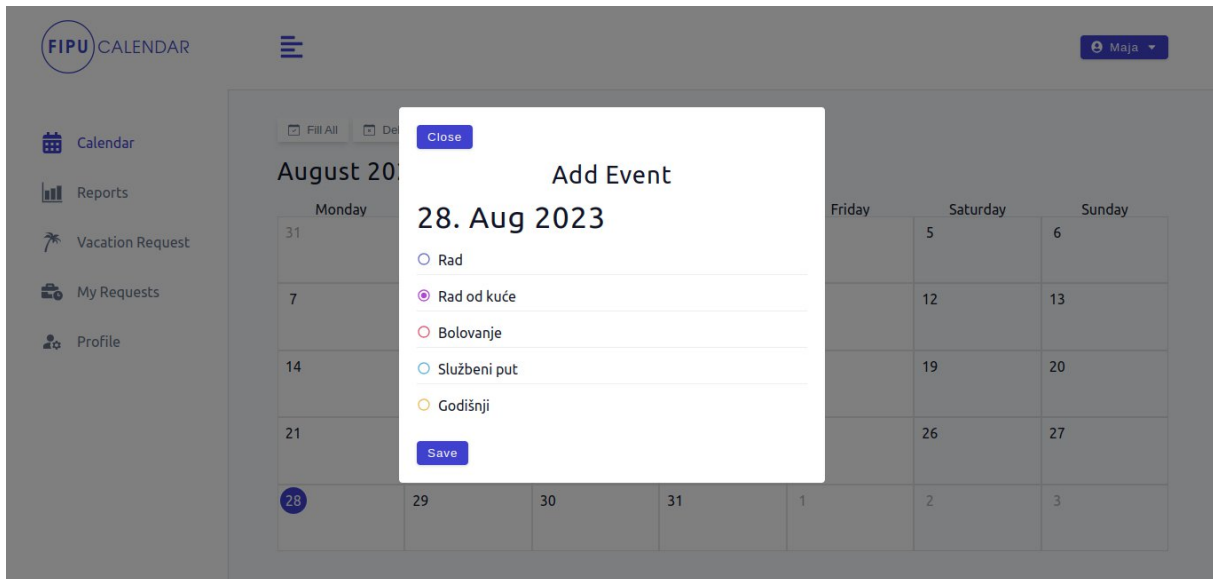 FIPU CALENDAR
Maja
Calendar
Reports
Vacation Request
My Requests
Profile
Fill All
August
Close
Add Event
28. Aug 2023
Rad
Rad od kuće
Bolovanje
Službeni put
Godišnji
Save
Monday Friday Saturday Sunday
31 5 6
7 12 13
14 19 20
21 26 27
28 29 30 31 1 2 3